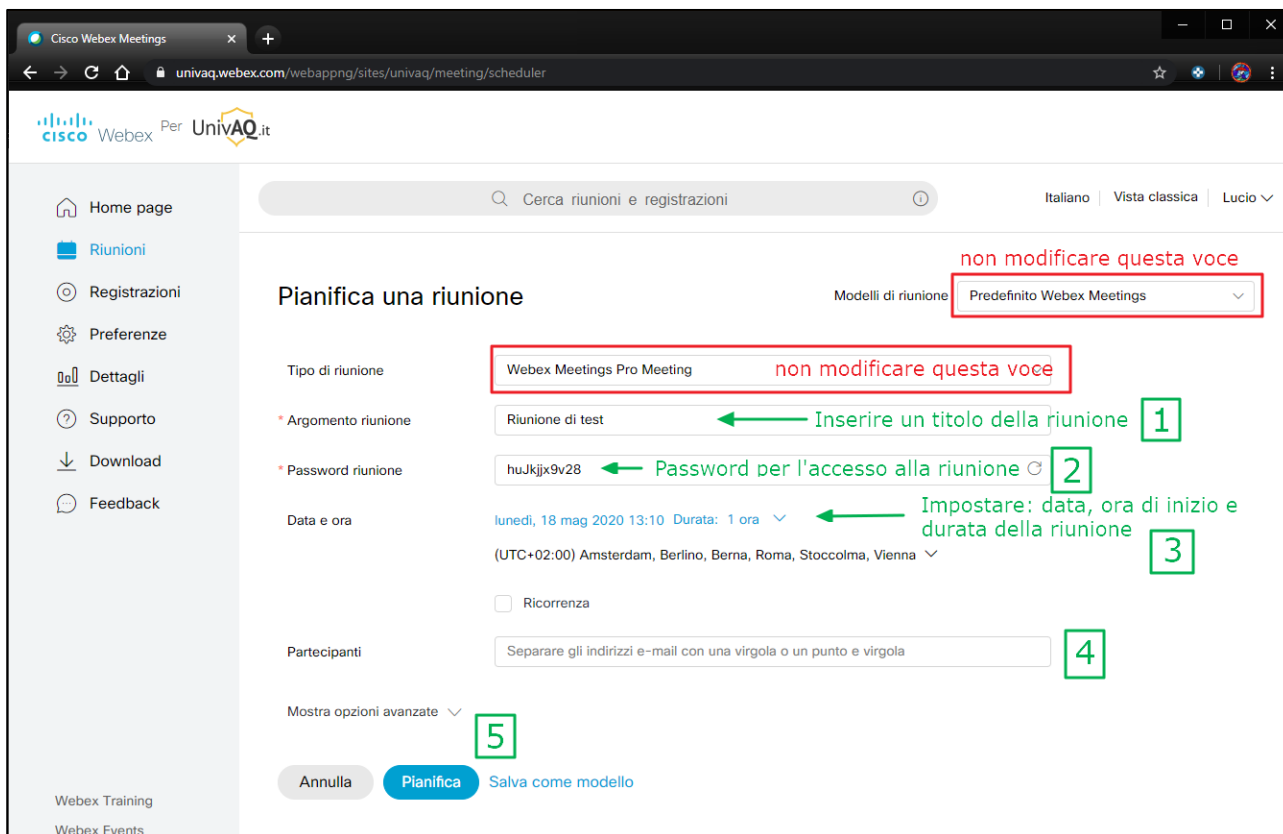 Cisco Webex Meetings
univaq.webex.com/webappng/sites/univaq/meeting/scheduler
cisco Webex Per UnivAQ.it
Cerca riunioni e registrazioni
Italiano Vista classica Lucio
Home page
Riunioni
Registrazioni
Preferenze
Dettagli
Supporto
Download
Feedback
Webex Training
Webex Events
non modificare questa voce
Pianifica una riunione
Modelli di riunione Predefinito Webex Meetings
Tipo di riunione Webex Meetings Pro Meeting non modificare questa voce
* Argomento riunione Riunione di test Inserire un titolo della riunione 1
* Password riunione huJkjjx9v28 Password per l'accesso alla riunione 2
Data e ora lunedì, 18 mag 2020 13:10 Durata: 1 ora
Impostare: data, ora di inizio e
durata della riunione
3
(UTC+02:00) Amsterdam, Berlino, Berna, Roma, Stoccolma, Vienna
Ricorrenza
Partecipanti Separare gli indirizzi e-mail con una virgola o un punto e virgola 4
Mostra opzioni avanzate
5
Annulla Pianifica Salva come modello